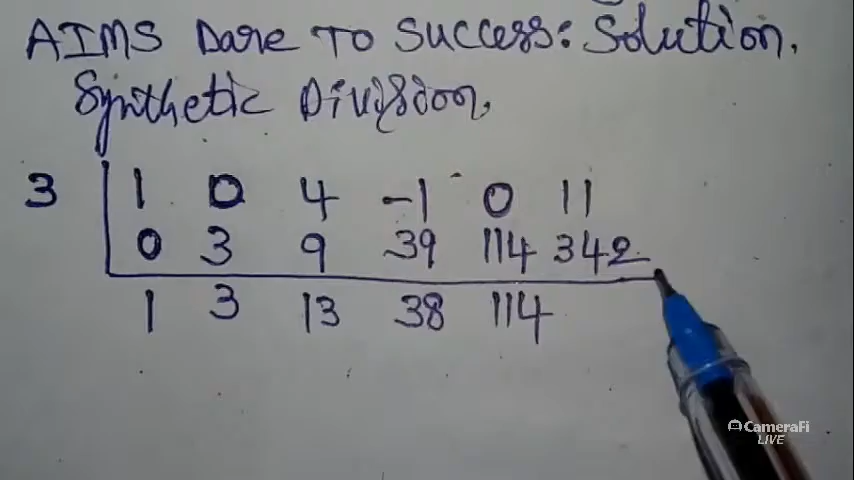 AIMS Dare To Success: Solution.
Synthetic Division.
3 1 0 4 -1 0 11
0 3 9 39 114 342
1 3 13 38 114
CameraFi
LIVE